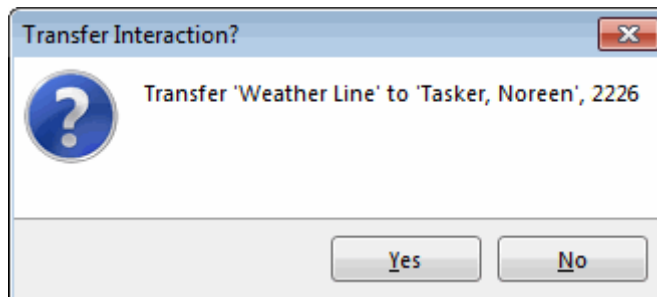 Transfer Interaction?
Transfer 'Weather Line' to 'Tasker, Noreen', 2226
Yes
No